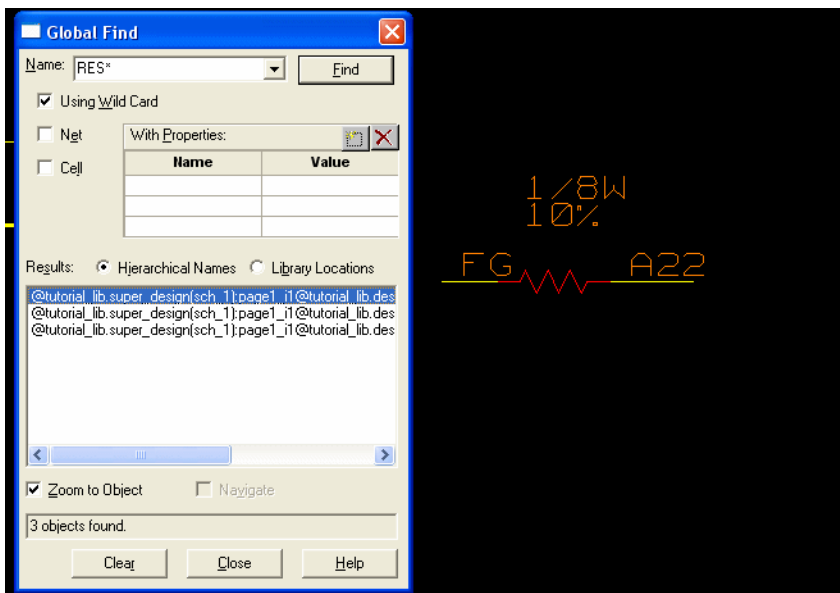 Global Find
Name: RES* Find
Using Wild Card
Net With Properties:
Cell Name Value
Results: Hierarchical Names Library Locations
@tutorial_lib.super_design(sch_1):page1_i1@tutorial_lib.des
@tutorial_lib.super_design(sch_1):page1_i1@tutorial_lib.des
@tutorial_lib.super_design(sch_1):page1_i1@tutorial_lib.des
Zoom to Object Navigate
3 objects found.
Clear Close Help
1/8W
10%
FG A22